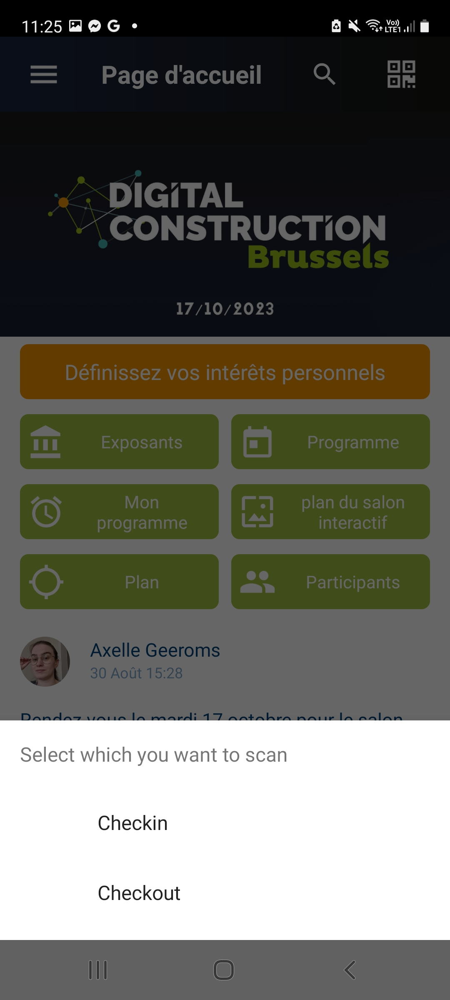 11:25
Vo))
LTE1
Page d'accueil
DIGITAL
CONSTRUCTION
Brussels
17/10/2023
Définissez vos intérêts personnels
Exposants
Programme
Mon
programme
plan du salon
interactif
Plan
Participants
Axelle Geeroms
30 Août 15:28
Rendez-vous le mardi 17 octobre pour le salon
Select which you want to scan
Checkin
Checkout